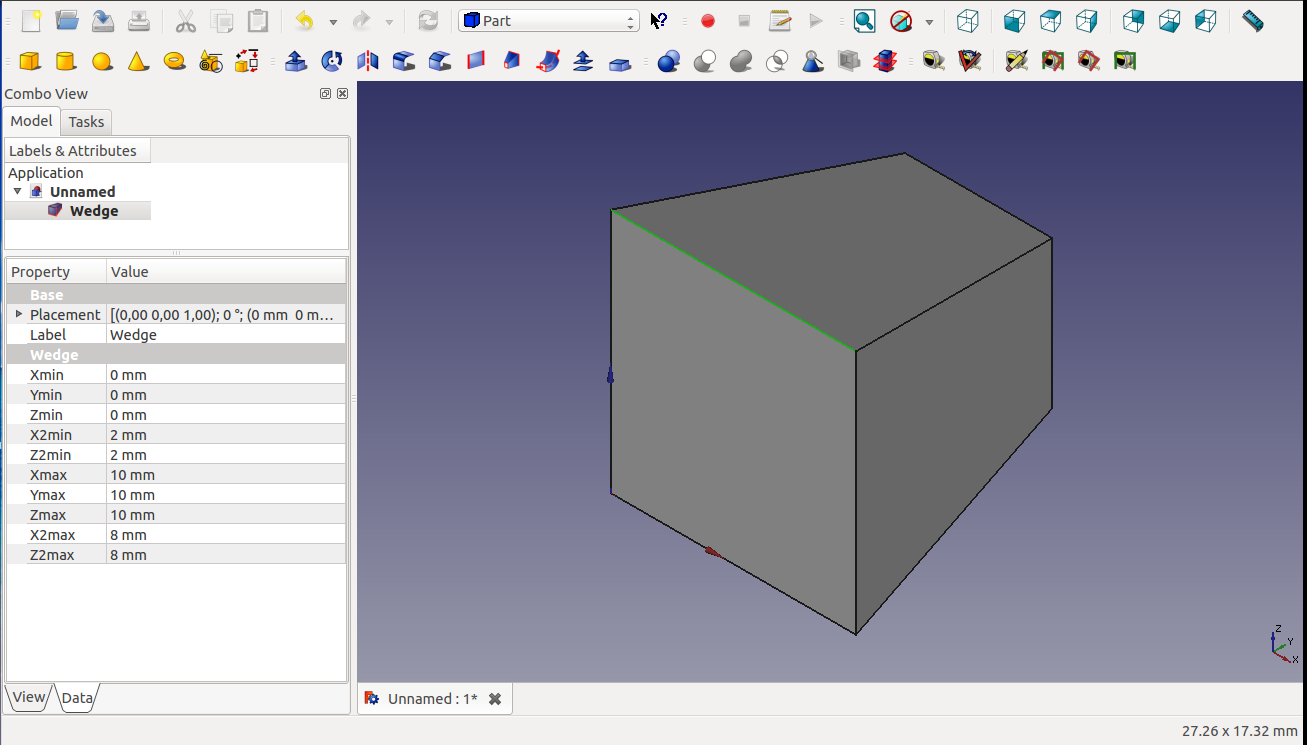 Part
Combo View
Model Tasks
Labels & Attributes
Application
Unnamed
Wedge
Property Value
Base
Placement [(0,00 0,00 1,00); 0 °; (0 mm 0 m...
Label Wedge
Wedge
Xmin 0 mm
Ymin 0 mm
Zmin 0 mm
X2min 2 mm
Z2min 2 mm
Xmax 10 mm
Ymax 10 mm
Zmax 10 mm
X2max 8 mm
Z2max 8 mm
Z
Y
X
View Data
Unnamed : 1*
27.26 x 17.32 mm